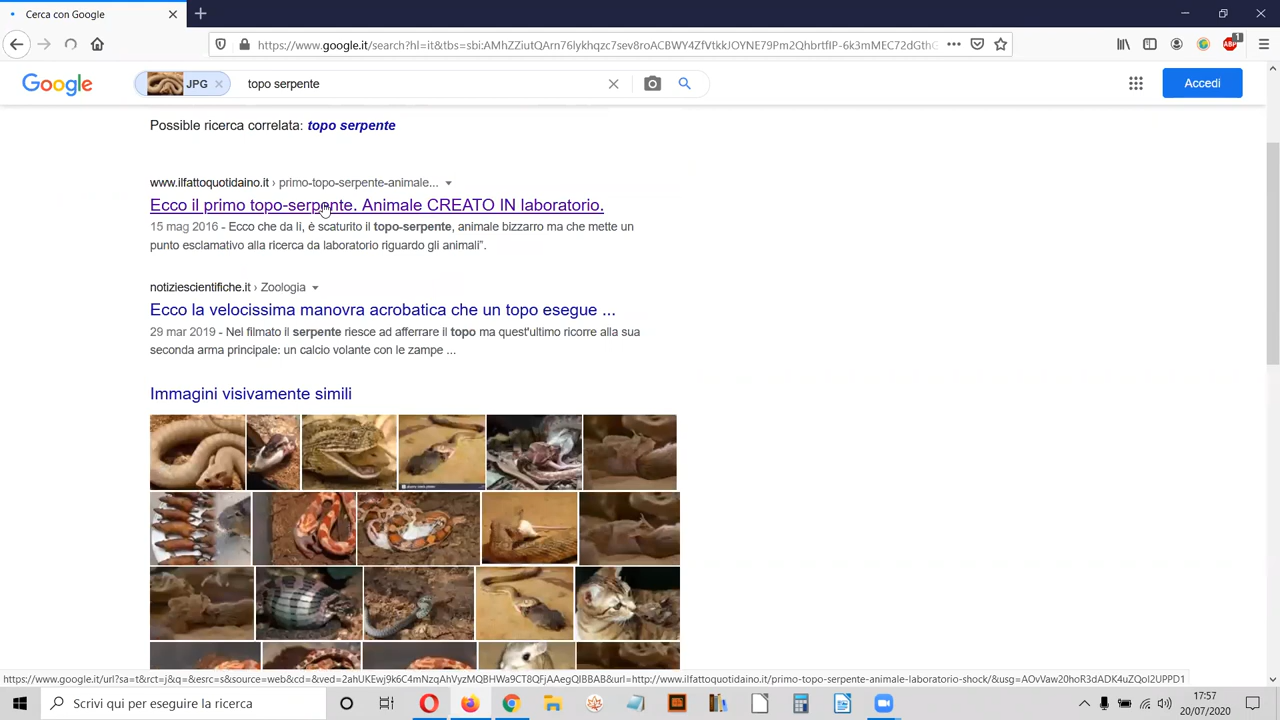 Cerca con Google
https://www.google.it/search?hl=it&tbs=sbi:AMhZZiutQArn76lykhqzc7sev8roACBWY4ZfVtkkJOYNE79Pm2QhbrtfIP-6k3mMEC72dGthG
Google
JPG
topo serpente
Accedi
Possible ricerca correlata: topo serpente
www.ilfattoquotidaino.it › primo-topo-serpente-animale...
Ecco il primo topo-serpente. Animale CREATO IN laboratorio.
15 mag 2016 - Ecco che da li, è scaturito il topo-serpente, animale bizzarro ma che mette un
punto esclamativo alla ricerca da laboratorio riguardo gli animali”.
notiziescientifiche.it › Zoologia
Ecco la velocissima manovra acrobatica che un topo esegue ...
29 mar 2019 - Nel filmato il serpente riesce ad afferrare il topo ma quest'ultimo ricorre alla sua
seconda arma principale: un calcio volante con le zampe ...
Immagini visivamente simili
https://www.google.it/url?sa=t&rct=j&q=&esrc=s&source=web&cd=&ved=2ahUKEwj9k6C4mNzqAhVyzMQBHWa9CT8QFjAAegQIBBAB&url=http://www.ilfattoquotidaino.it/primo-topo-serpente-animale-laboratorio-shock/&usg=AOvVaw20hoR3dADK4uZQol2UPPD1
Scrivi qui per eseguire la ricerca
17:57
20/07/2020